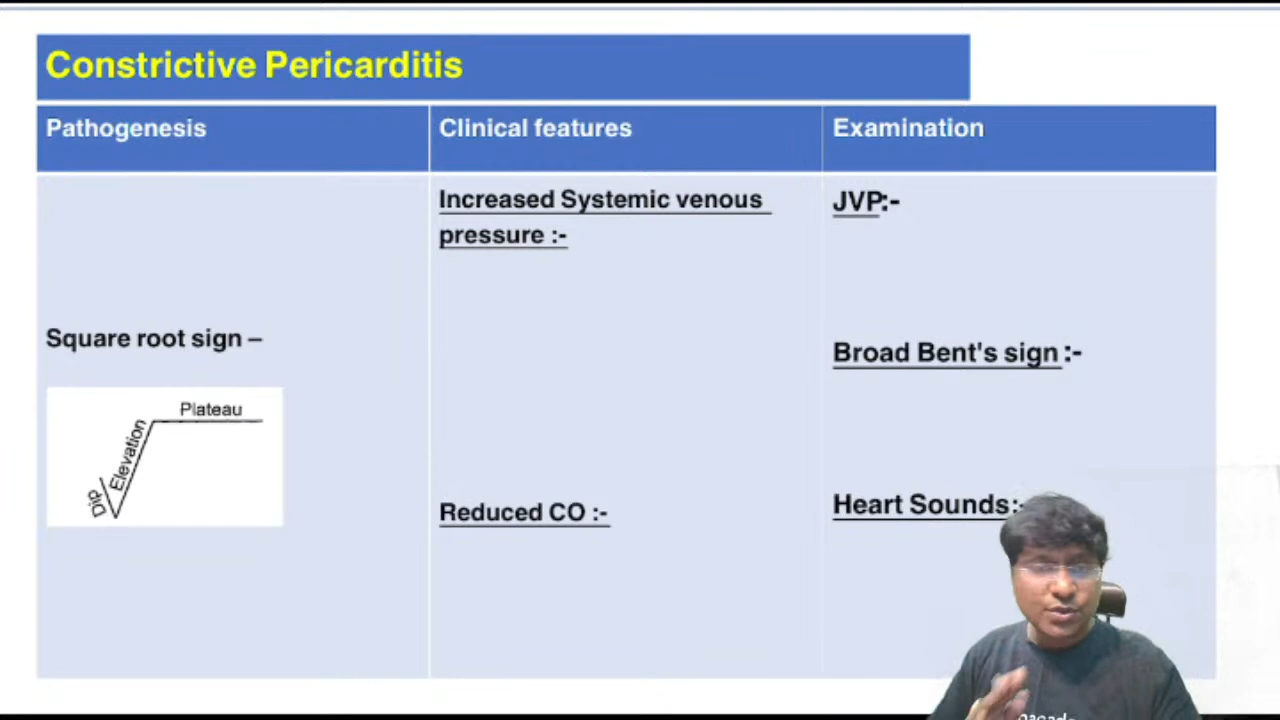 Constrictive Pericarditis
Pathogenesis
Clinical features
Examination
Square root sign –
Plateau
Elevation
Dip
Increased Systemic venous
pressure :-
Reduced CO :-
JVP:-
Broad Bent's sign :-
Heart Sounds:-